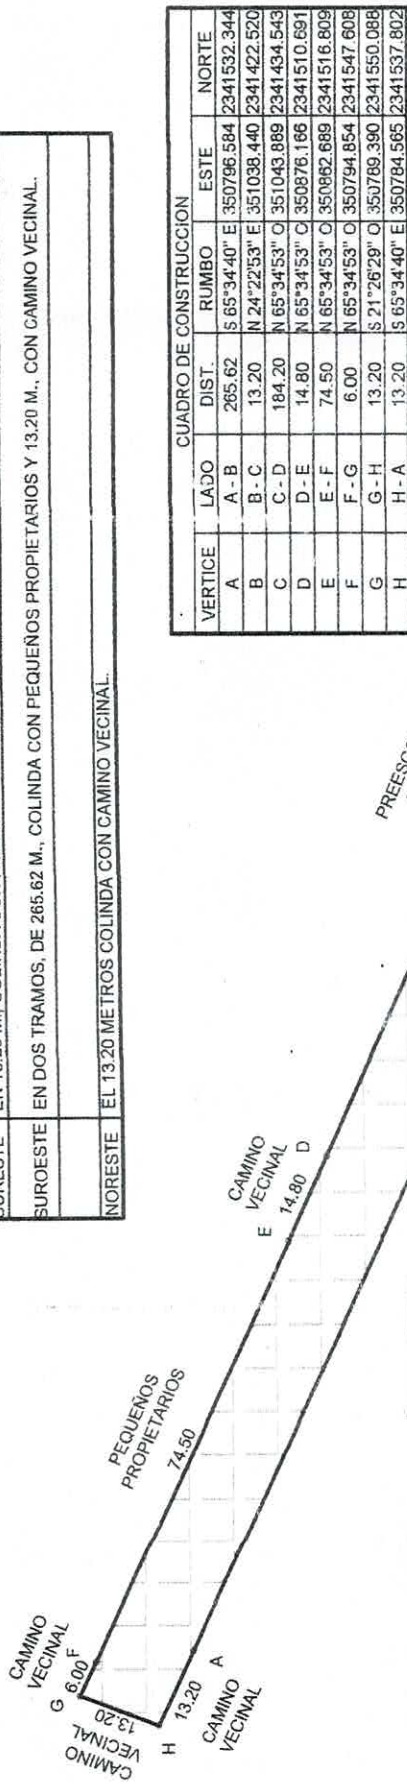 SUROESTE EN DOS TRAMOS, DE 265.62 M., COLINDA CON PEQUEÑOS PROPIETARIOS Y 13.20 M., CON CAMINO VECINAL.
NORESTE EL 13.20 METROS COLINDA CON CAMINO VECINAL.
CUADRO DE CONSTRUCCION
VERTICE LADO DIST. RUMBO ESTE NORTE
A A - B 265.62 S 65°34'40" E 350796.584 2341532.344
B B - C 13.20 N 24°22'53" E 351038.440 2341422.520
C C - D 184.20 N 65°34'53" O 351043.889 2341434.543
D D - E 14.80 N 65°34'53" O 350876.166 2341510.691
E E - F 74.50 N 65°34'53" O 350862.689 2341516.809
F F - G 6.00 N 65°34'53" O 350794.854 2341547.608
G G - H 13.20 S 21°26'29" O 350789.390 2341550.088
H H - A 13.20 S 65°34'40" E 350784.565 2341537.802
CAMINO
VECINAL
G 6.00 F
CAMINO
VECINAL
13.20
H
13.20 A
CAMINO
VECINAL
PEQUEÑOS
PROPIETARIOS
74.50
CAMINO
VECINAL
E 14.80 D